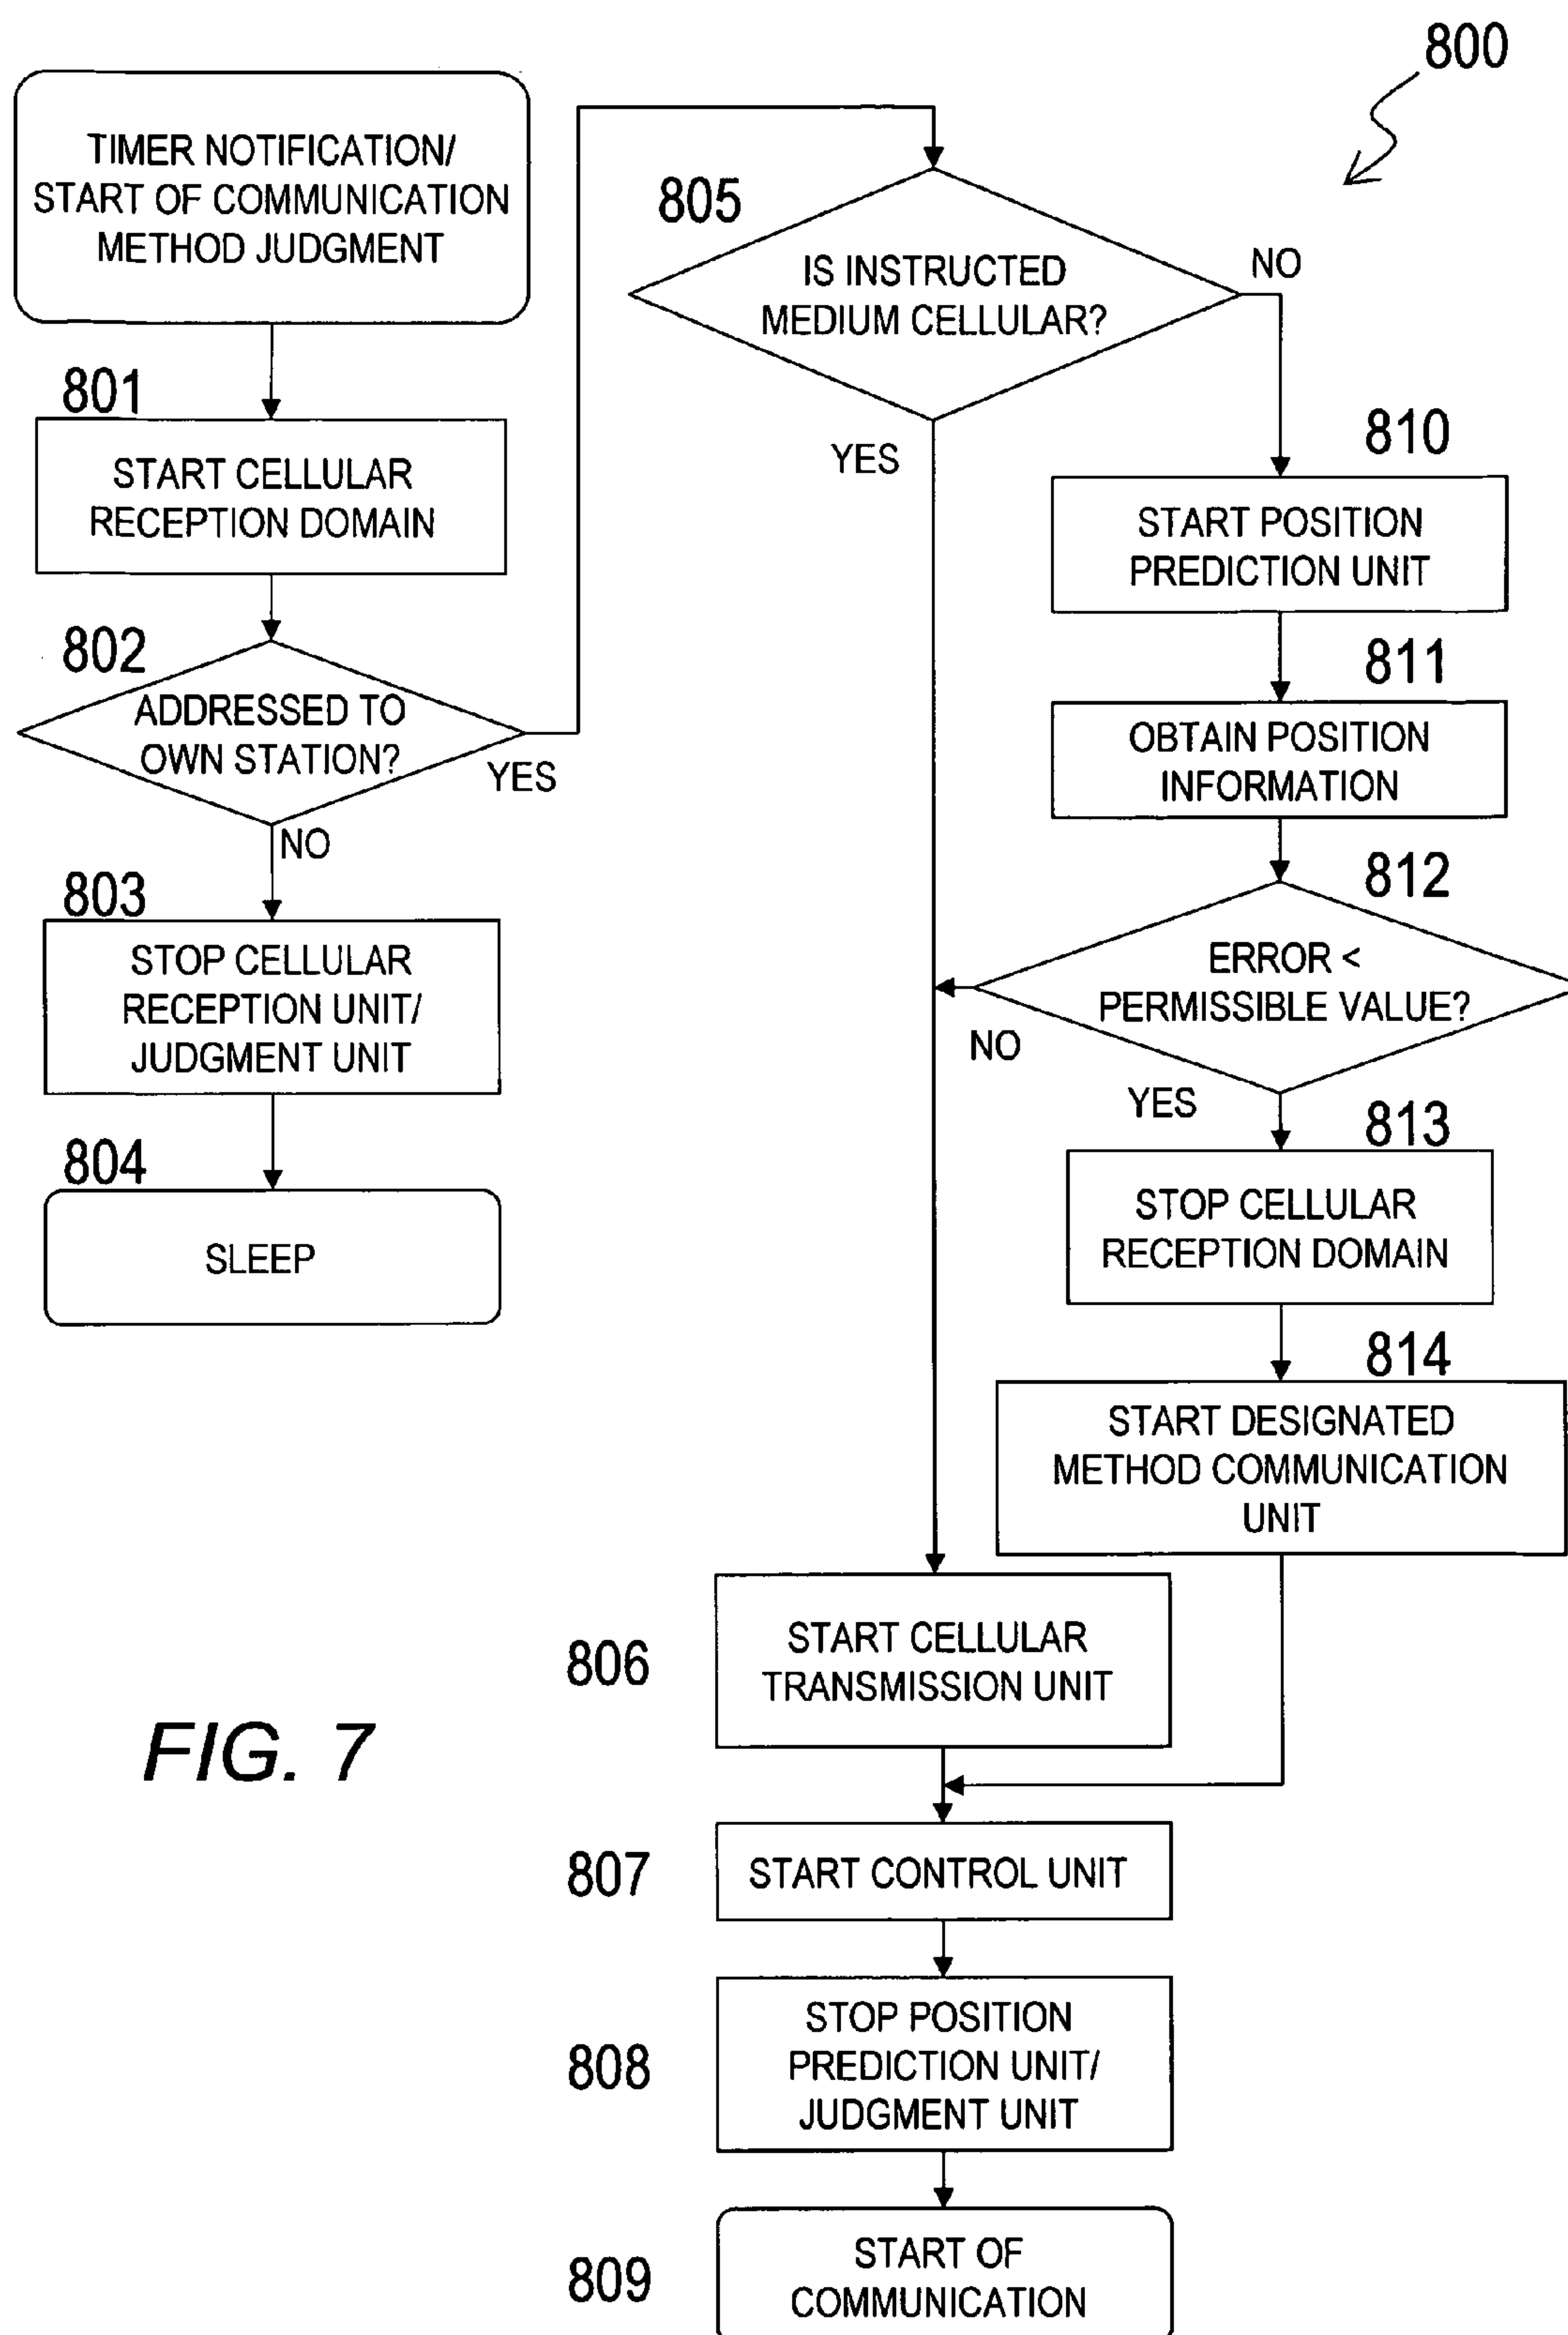 800
TIMER NOTIFICATION/
START OF COMMUNICATION
METHOD JUDGMENT
801
START CELLULAR
RECEPTION DOMAIN
802
ADDRESSED TO
OWN STATION?
YES
NO
803
STOP CELLULAR
RECEPTION UNIT/
JUDGMENT UNIT
804
SLEEP
805
IS INSTRUCTED
MEDIUM CELLULAR?
NO
YES
810
START POSITION
PREDICTION UNIT
811
OBTAIN POSITION
INFORMATION
812
ERROR <
PERMISSIBLE VALUE?
NO
YES
813
STOP CELLULAR
RECEPTION DOMAIN
814
START DESIGNATED
METHOD COMMUNICATION
UNIT
806
START CELLULAR
TRANSMISSION UNIT
807
START CONTROL UNIT
808
STOP POSITION
PREDICTION UNIT/
JUDGMENT UNIT
809
START OF
COMMUNICATION
FIG. 7